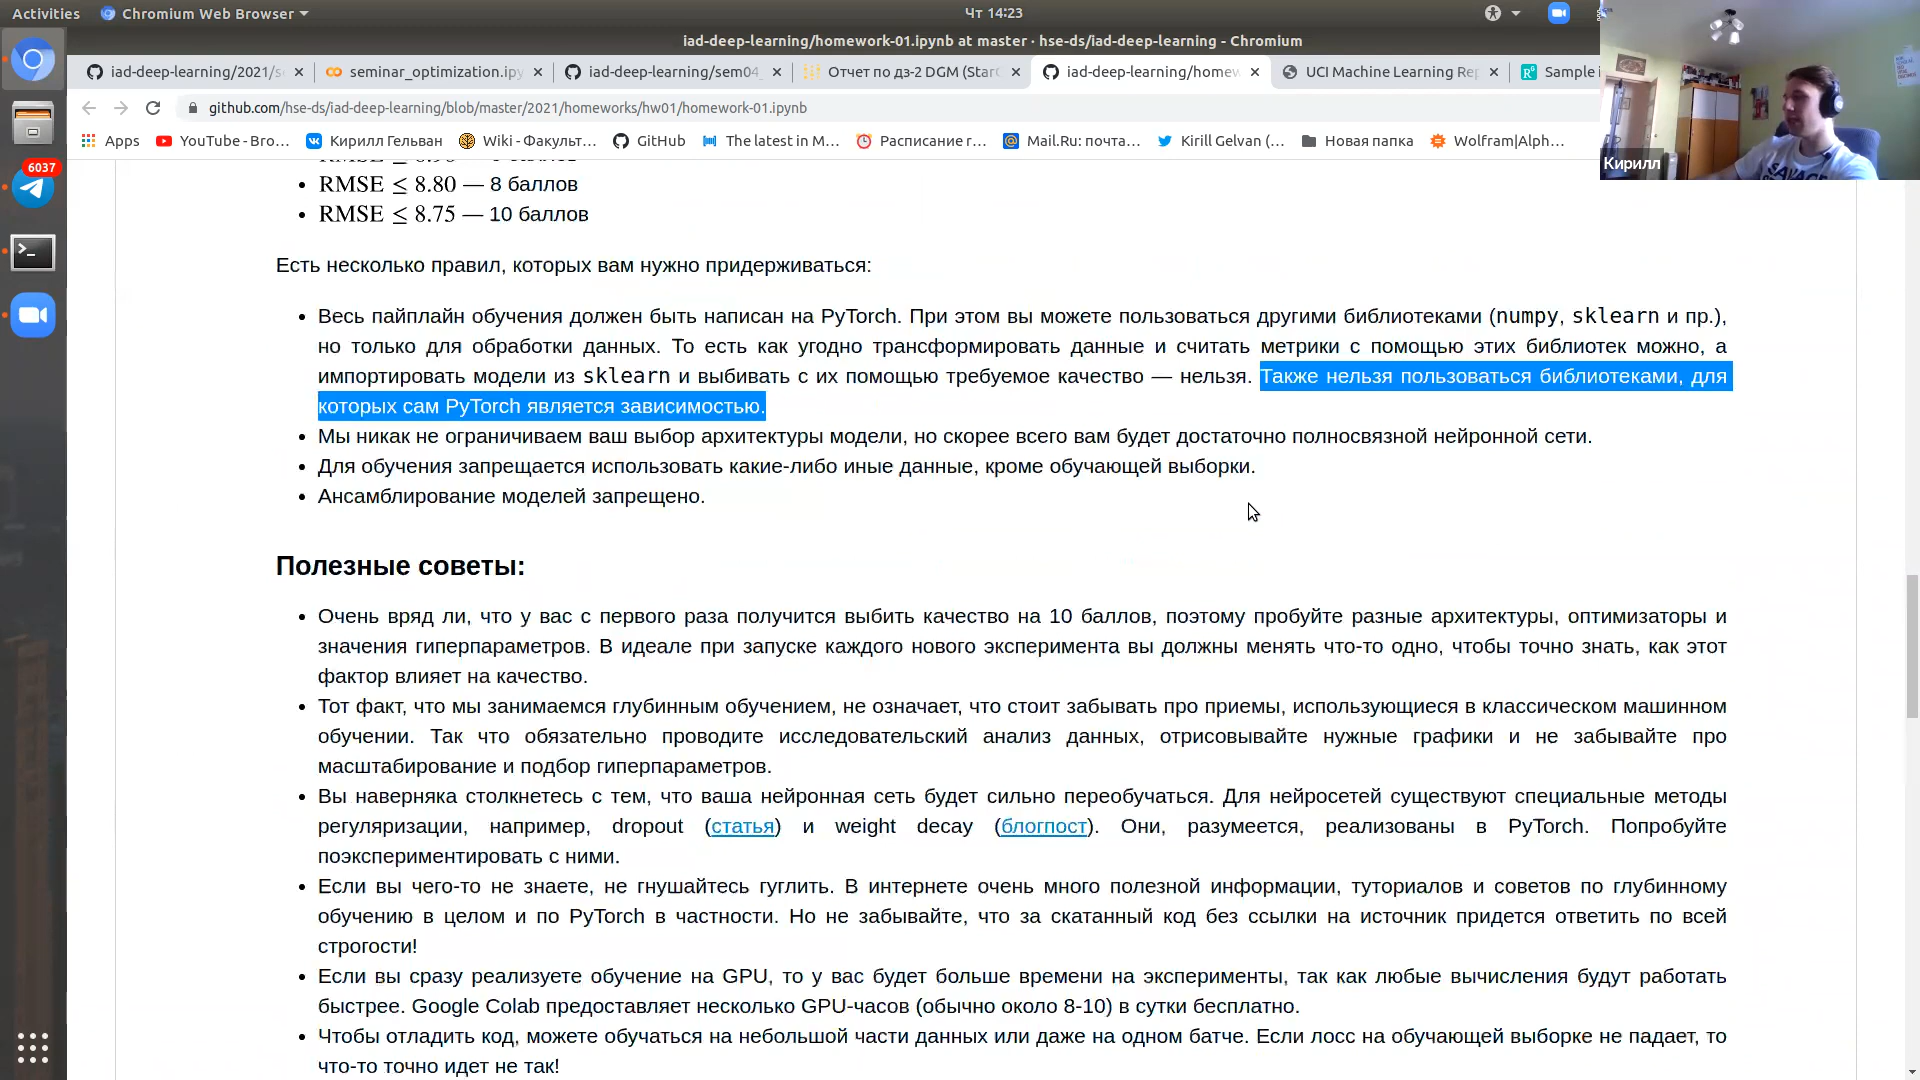 Activities Chromium Web Browser Чт 14:23
iad-deep-learning/homework-01.ipynb at master · hse-ds/iad-deep-learning - Chromium
iad-deep-learning/2021/se seminar_optimization.ipy iad-deep-learning/sem04_ Отчет по дз-2 DGM (StarG iad-deep-learning/homew UCI Machine Learning Rep Sample i
github.com/hse-ds/iad-deep-learning/blob/master/2021/homeworks/hw01/homework-01.ipynb
Apps YouTube - Bro... Кирилл Гельван Wiki - Факульт... GitHub The latest in M... Расписание г... Mail.Ru: почта... Kirill Gelvan (... Новая папка Wolfram|Alph...
Кирилл
6037
• RMSE ≤ 8.80 — 8 баллов
• RMSE ≤ 8.75 — 10 баллов
Есть несколько правил, которых вам нужно придерживаться:
• Весь пайплайн обучения должен быть написан на PyTorch. При этом вы можете пользоваться другими библиотеками (numpy, sklearn и пр.),
но только для обработки данных. То есть как угодно трансформировать данные и считать метрики с помощью этих библиотек можно, а
импортировать модели из sklearn и выбивать с их помощью требуемое качество — нельзя. Также нельзя пользоваться библиотеками, для
которых сам PyTorch является зависимостью.
• Мы никак не ограничиваем ваш выбор архитектуры модели, но скорее всего вам будет достаточно полносвязной нейронной сети.
• Для обучения запрещается использовать какие-либо иные данные, кроме обучающей выборки.
• Ансамблирование моделей запрещено.
Полезные советы:
• Очень вряд ли, что у вас с первого раза получится выбить качество на 10 баллов, поэтому пробуйте разные архитектуры, оптимизаторы и
значения гиперпараметров. В идеале при запуске каждого нового эксперимента вы должны менять что-то одно, чтобы точно знать, как этот
фактор влияет на качество.
• Тот факт, что мы занимаемся глубинным обучением, не означает, что стоит забывать про приемы, использующиеся в классическом машинном
обучении. Так что обязательно проводите исследовательский анализ данных, отрисовывайте нужные графики и не забывайте про
масштабирование и подбор гиперпараметров.
• Вы наверняка столкнетесь с тем, что ваша нейронная сеть будет сильно переобучаться. Для нейросетей существуют специальные методы
регуляризации, например, dropout (статья) и weight decay (блогпост). Они, разумеется, реализованы в PyTorch. Попробуйте
поэкспериментировать с ними.
• Если вы чего-то не знаете, не гнушайтесь гуглить. В интернете очень много полезной информации, туториалов и советов по глубинному
обучению в целом и по PyTorch в частности. Но не забывайте, что за скатанный код без ссылки на источник придется ответить по всей
строгости!
• Если вы сразу реализуете обучение на GPU, то у вас будет больше времени на эксперименты, так как любые вычисления будут работать
быстрее. Google Colab предоставляет несколько GPU-часов (обычно около 8-10) в сутки бесплатно.
• Чтобы отладить код, можете обучаться на небольшой части данных или даже на одном батче. Если лосс на обучающей выборке не падает, то
что-то точно идет не так!